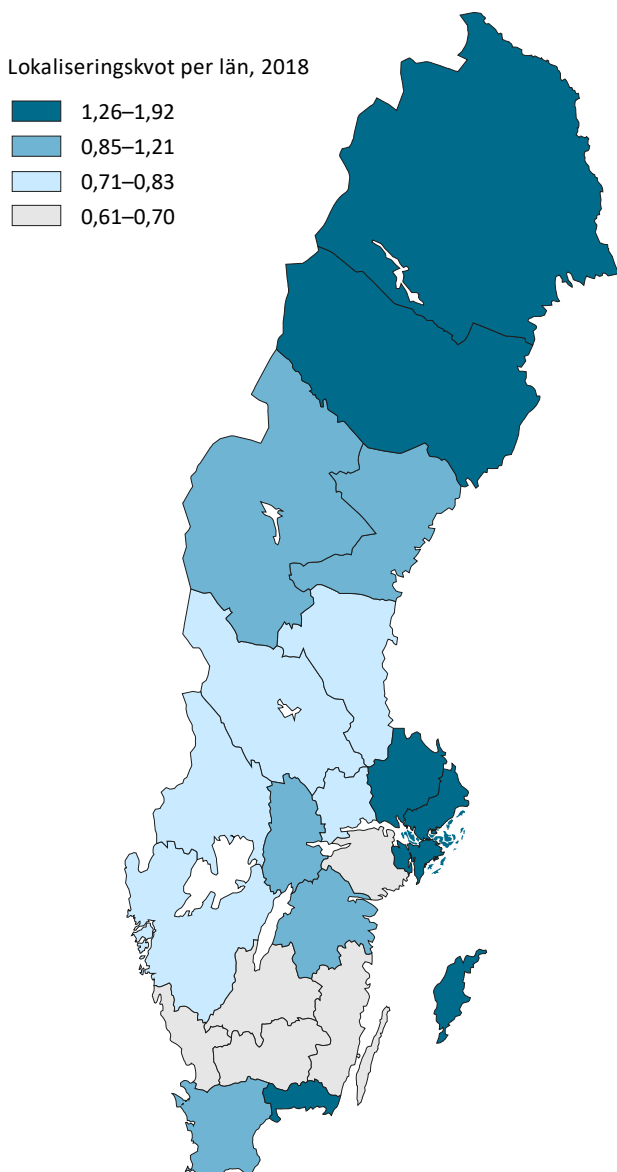 Lokaliseringskvot per län, 2018
1,26–1,92
0,85–1,21
0,71–0,83
0,61–0,70